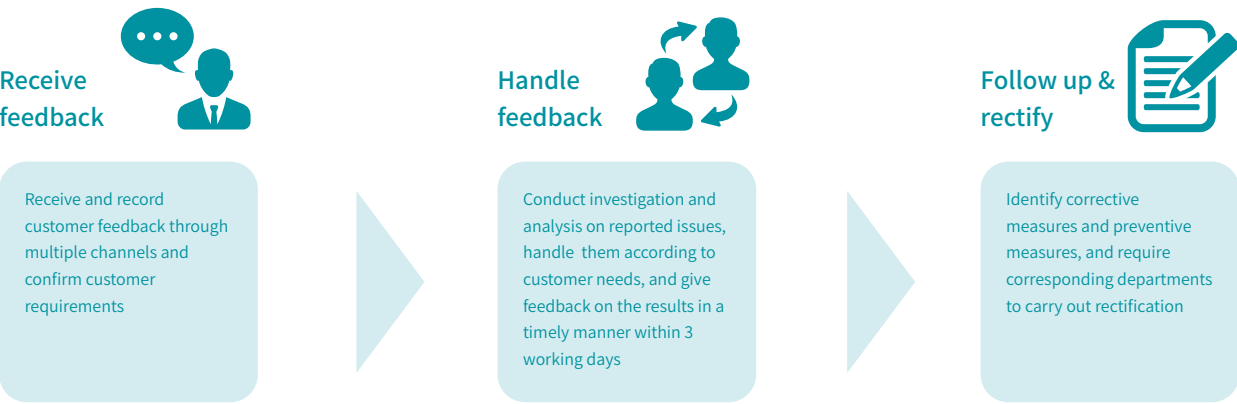 Receive
feedback
Receive and record
customer feedback through
multiple channels and
confirm customer
requirements
Handle
feedback
Conduct investigation and
analysis on reported issues,
handle  them according to
customer needs, and give
feedback on the results in a
timely manner within 3
working days
Follow up &
rectify
Identify corrective
measures and preventive
measures, and require
corresponding departments
to carry out rectification